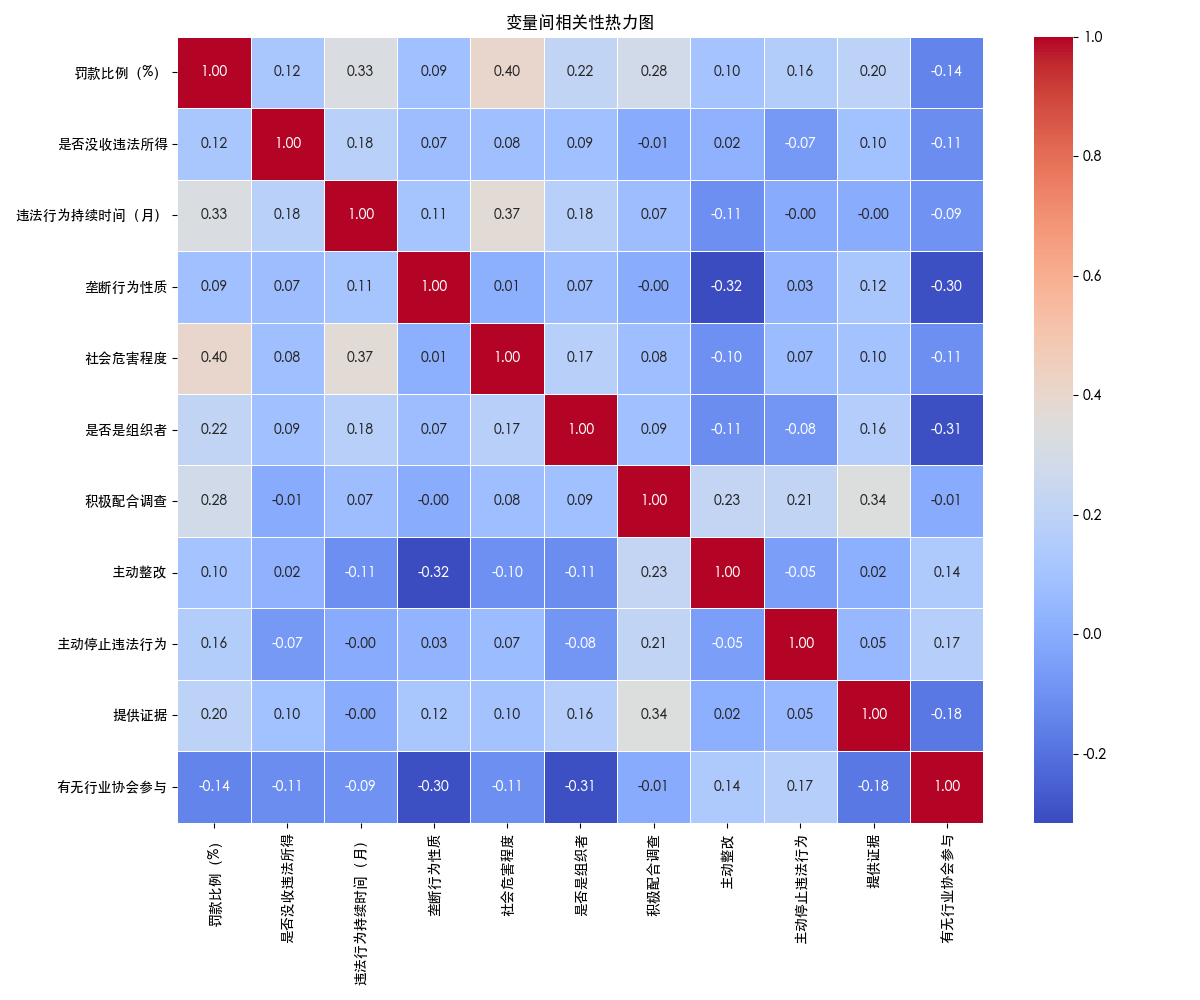 变量间相关性热力图
罚款比例（%） 1.00 0.12 0.33 0.09 0.40 0.22 0.28 0.10 0.16 0.20 -0.14
是否没收违法所得 0.12 1.00 0.18 0.07 0.08 0.09 -0.01 0.02 -0.07 0.10 -0.11
违法行为持续时间（月） 0.33 0.18 1.00 0.11 0.37 0.18 0.07 -0.11 -0.00 -0.00 -0.09
垄断行为性质 0.09 0.07 0.11 1.00 0.01 0.07 -0.00 -0.32 0.03 0.12 -0.30
社会危害程度 0.40 0.08 0.37 0.01 1.00 0.17 0.08 -0.10 0.07 0.10 -0.11
是否是组织者 0.22 0.09 0.18 0.07 0.17 1.00 0.09 -0.11 -0.08 0.16 -0.31
积极配合调查 0.28 -0.01 0.07 -0.00 0.08 0.09 1.00 0.23 0.21 0.34 -0.01
主动整改 0.10 0.02 -0.11 -0.32 -0.10 -0.11 0.23 1.00 -0.05 0.02 0.14
主动停止违法行为 0.16 -0.07 -0.00 0.03 0.07 -0.08 0.21 -0.05 1.00 0.05 0.17
提供证据 0.20 0.10 -0.00 0.12 0.10 0.16 0.34 0.02 0.05 1.00 -0.18
有无行业协会参与 -0.14 -0.11 -0.09 -0.30 -0.11 -0.31 -0.01 0.14 0.17 -0.18 1.00
罚款比例（%）
是否没收违法所得
违法行为持续时间（月）
垄断行为性质
社会危害程度
是否是组织者
积极配合调查
主动整改
主动停止违法行为
提供证据
有无行业协会参与
1.0
0.8
0.6
0.4
0.2
0.0
-0.2